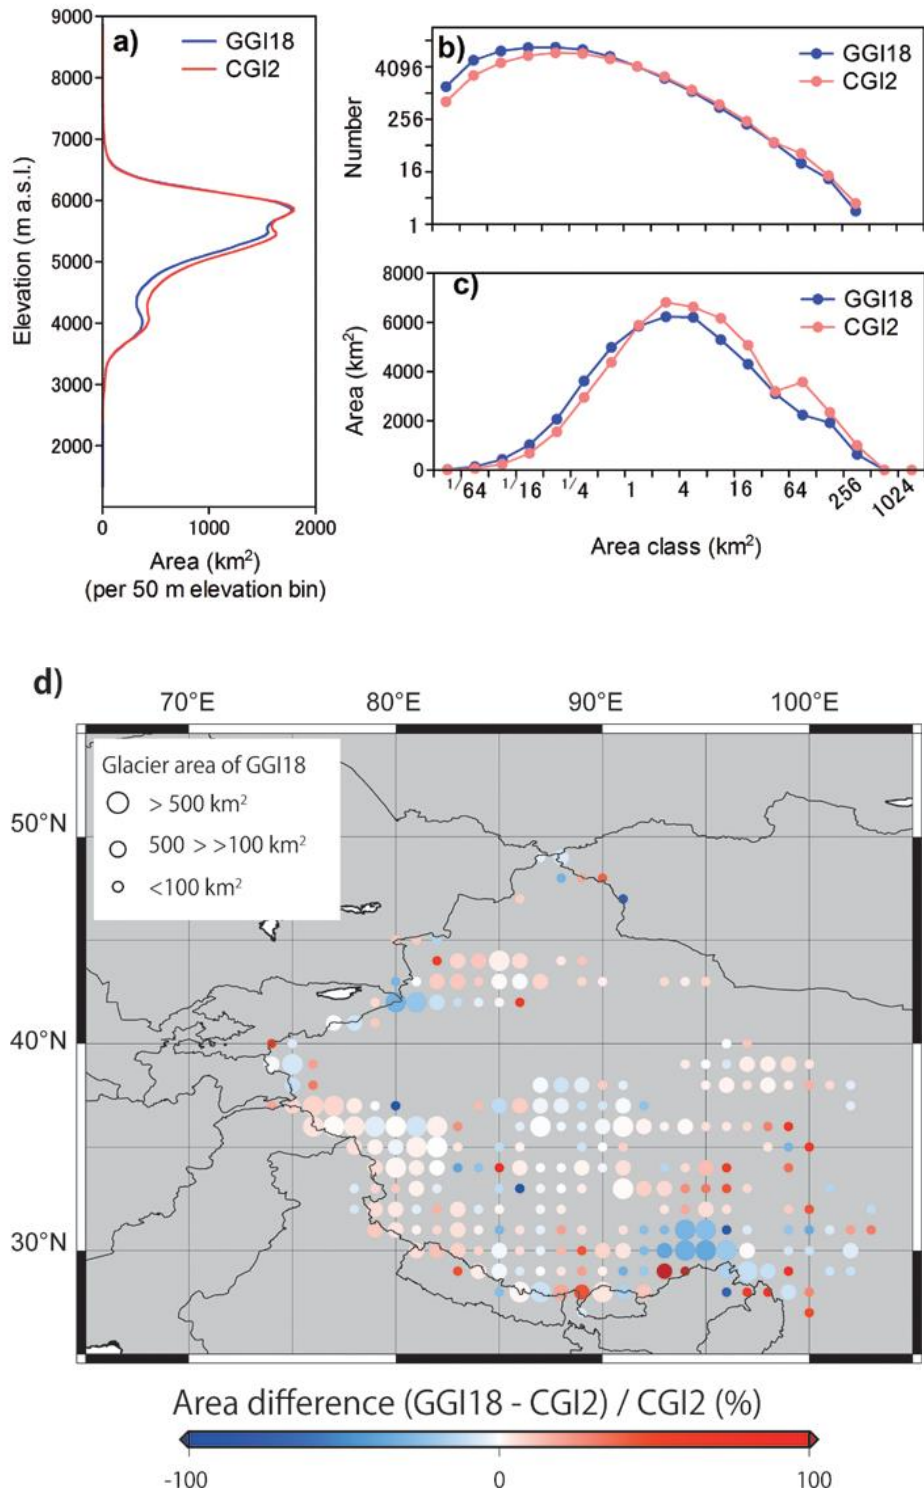 a)
GGI18
CGI2
9000
8000
7000
6000
5000
4000
3000
2000
Elevation (m a.s.l.)
0
1000
2000
Area (km²)
(per 50 m elevation bin)
b)
GGI18
CGI2
4096
256
16
1
Number
c)
GGI18
CGI2
8000
6000
4000
2000
0
Area (km²)
1/64
1/16
1/4
1
4
16
64
256
1024
Area class (km²)
d)
70°E
80°E
90°E
100°E
50°N
40°N
30°N
Glacier area of GGI18
> 500 km²
500 > >100 km²
<100 km²
Area difference (GGI18 - CGI2) / CGI2 (%)
-100
0
100